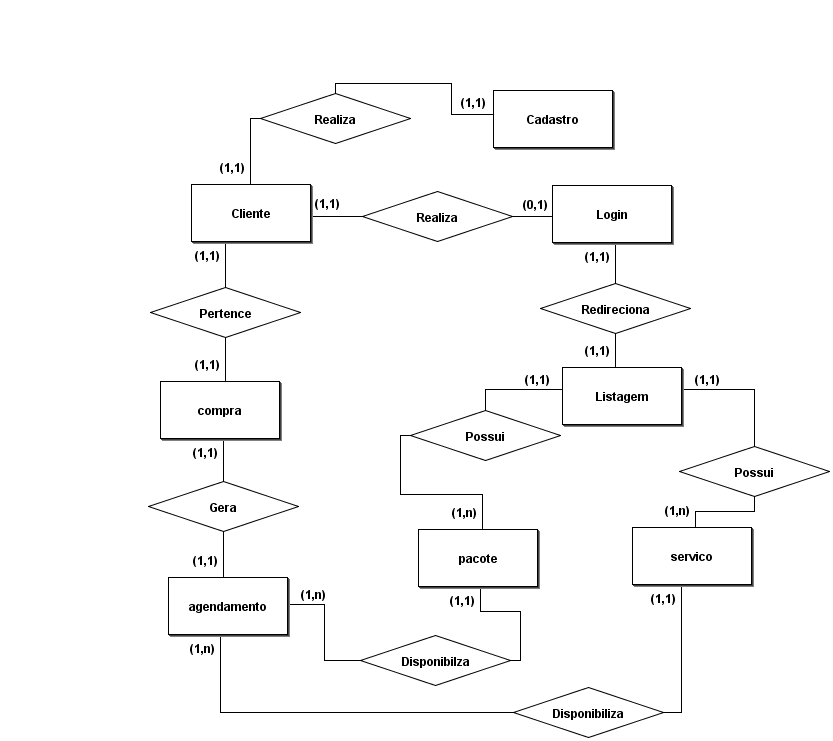 (1,1)
Realiza
Cadastro
(1,1)
Cliente
(1,1)
Realiza
(0,1)
Login
(1,1)
(1,1)
Pertence
Redireciona
(1,1)
(1,1)
compra
(1,1)
Listagem
(1,1)
(1,1)
Possui
Possui
Gera
(1,n)
(1,n)
(1,1)
pacote
servico
agendamento
(1,n)
(1,1)
(1,1)
(1,n)
Disponibilza
Disponibiliza